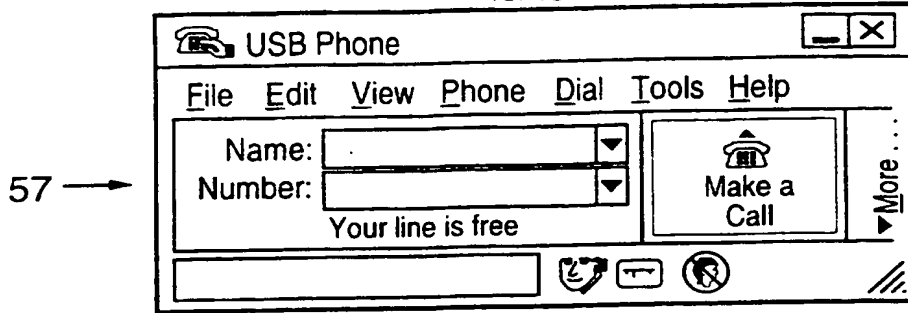 USB Phone
File Edit View Phone Dial Tools Help
Name:
Number:
Your line is free
Make a
Call
More...
57